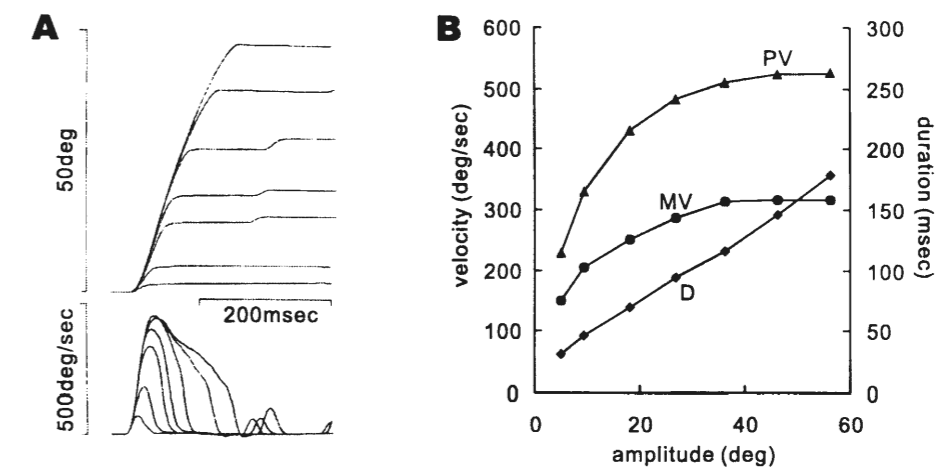 A
50deg
200msec
500deg/sec
B
600
500
400
300
200
100
0
velocity (deg/sec)
PV
MV
D
300
250
200
150
100
50
0
duration (msec)
0
20
40
60
amplitude (deg)